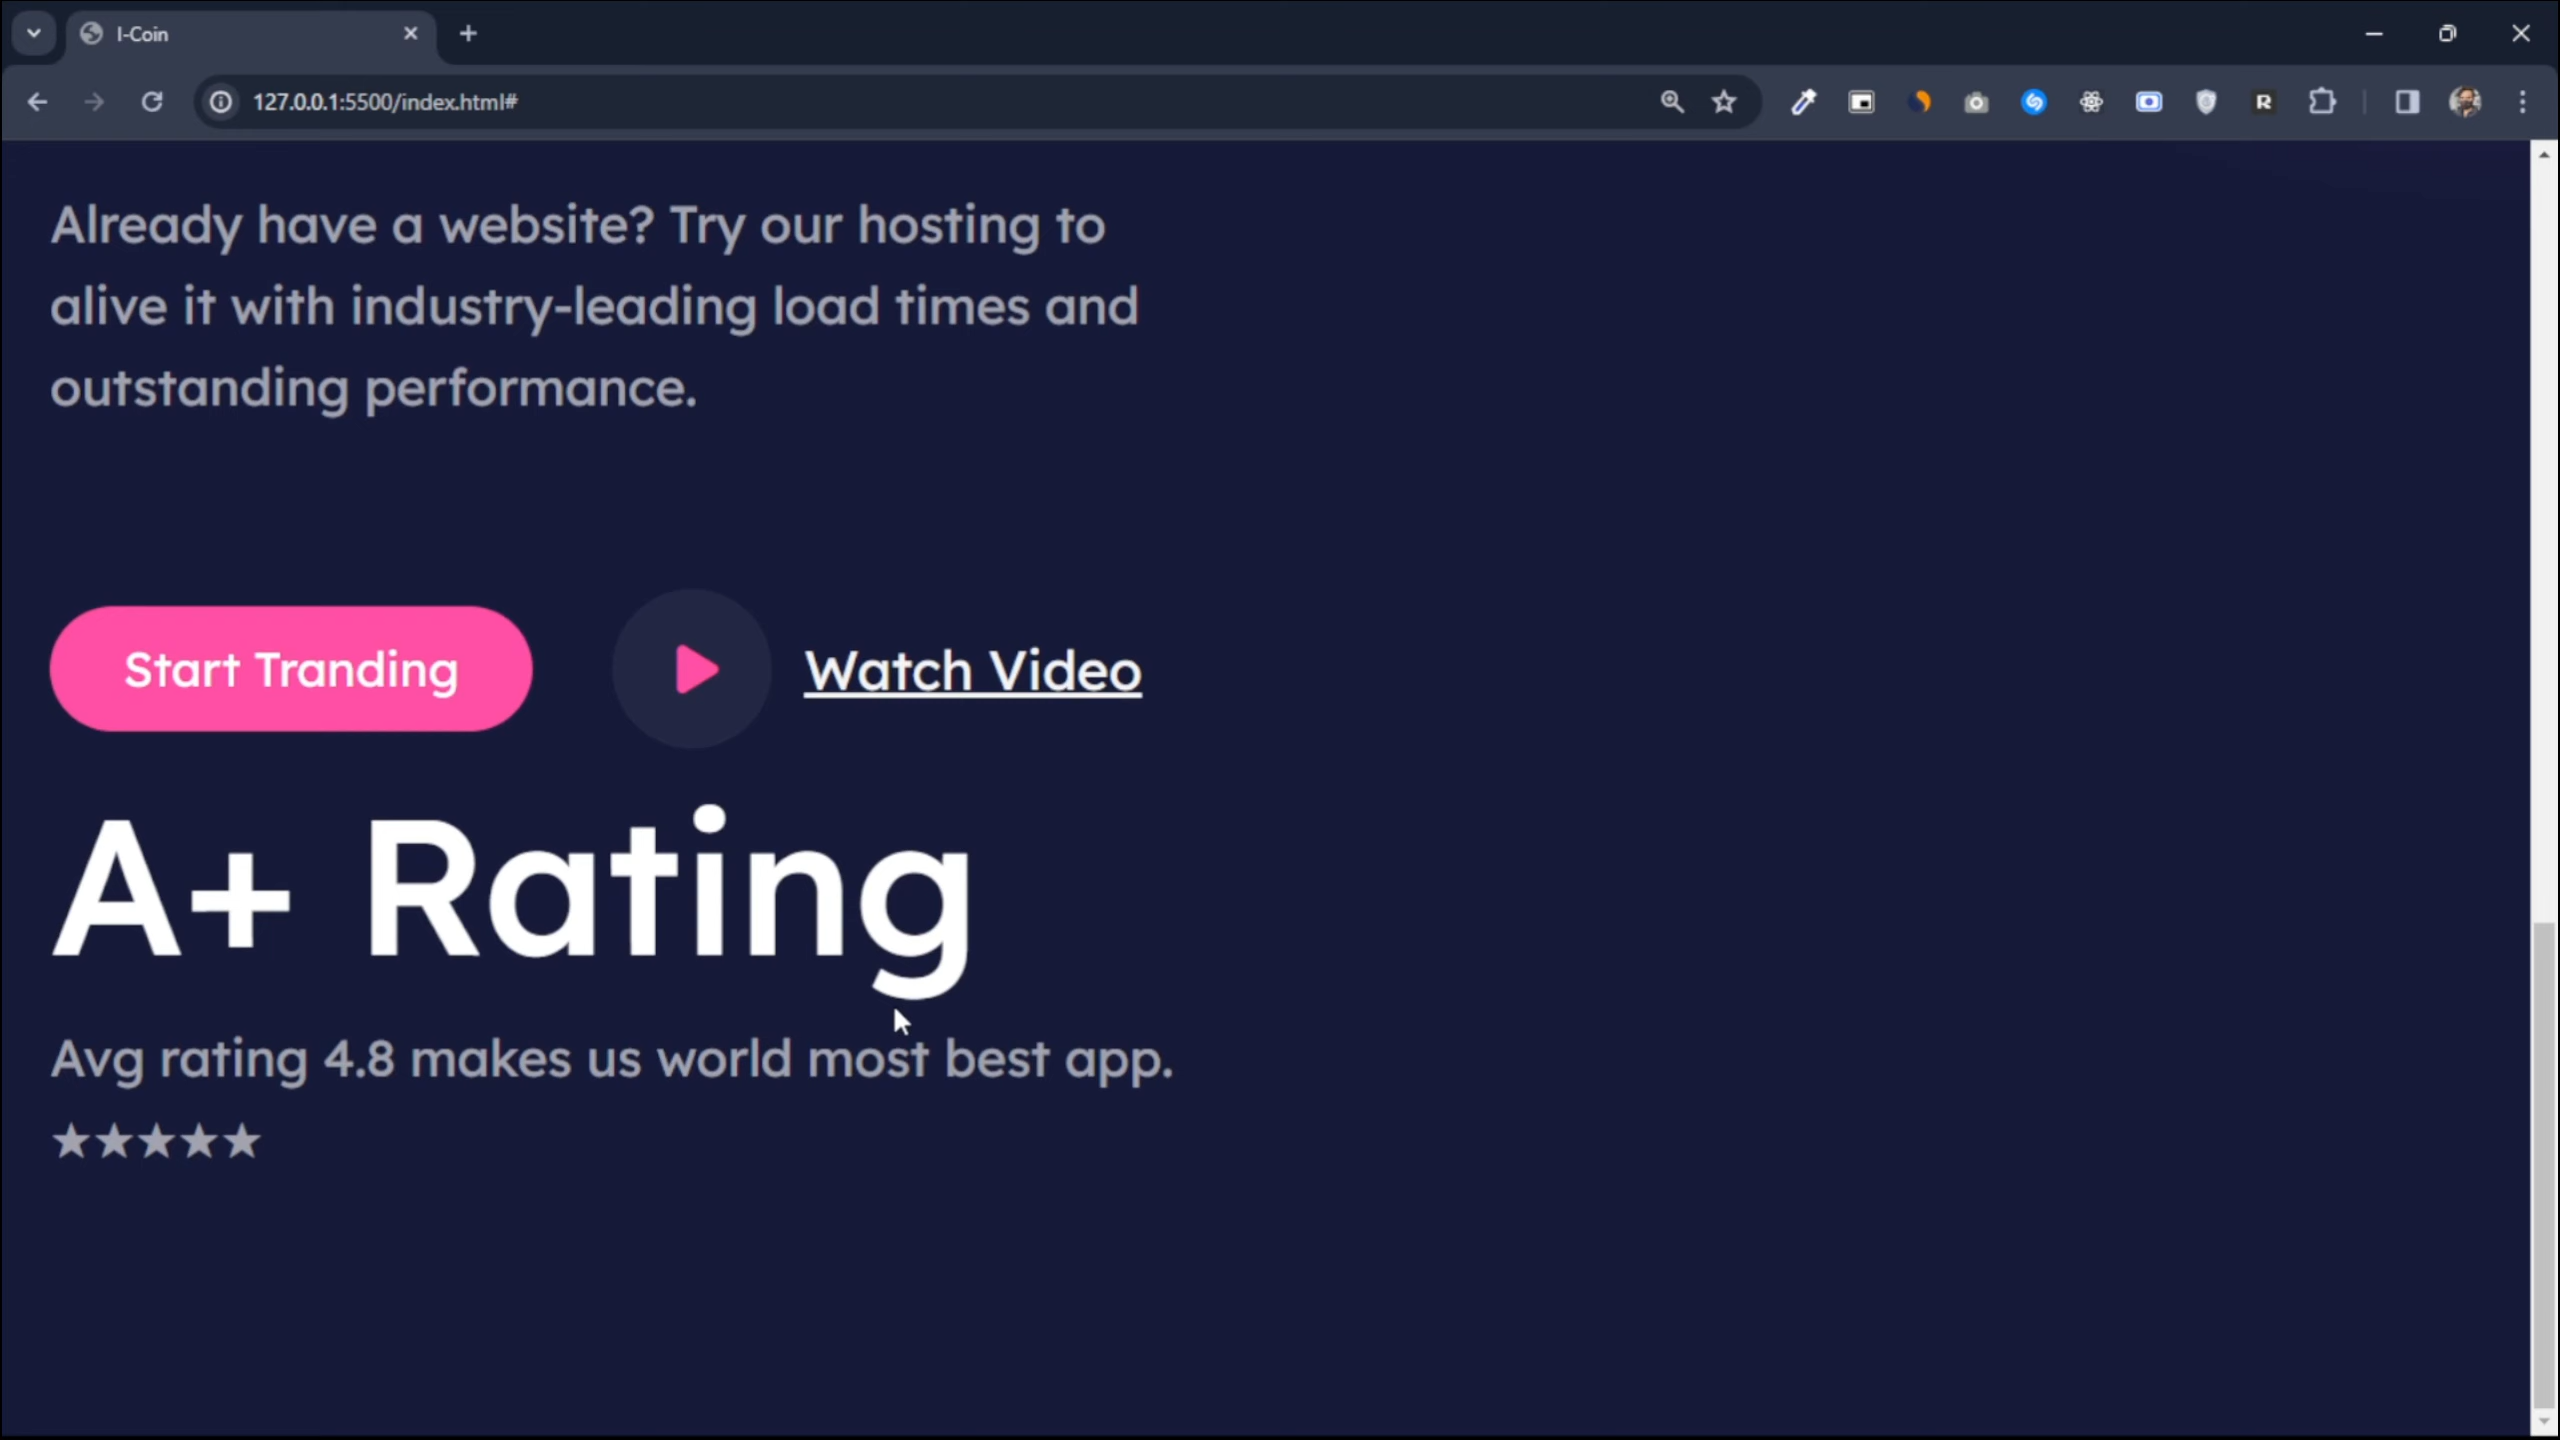 I-Coin
127.0.0.1:5500/index.html#
R
Already have a website? Try our hosting to
alive it with industry-leading load times and
outstanding performance.
Start Tranding
Watch Video
A+ Rating
Avg rating 4.8 makes us world most best app.
★★★★★